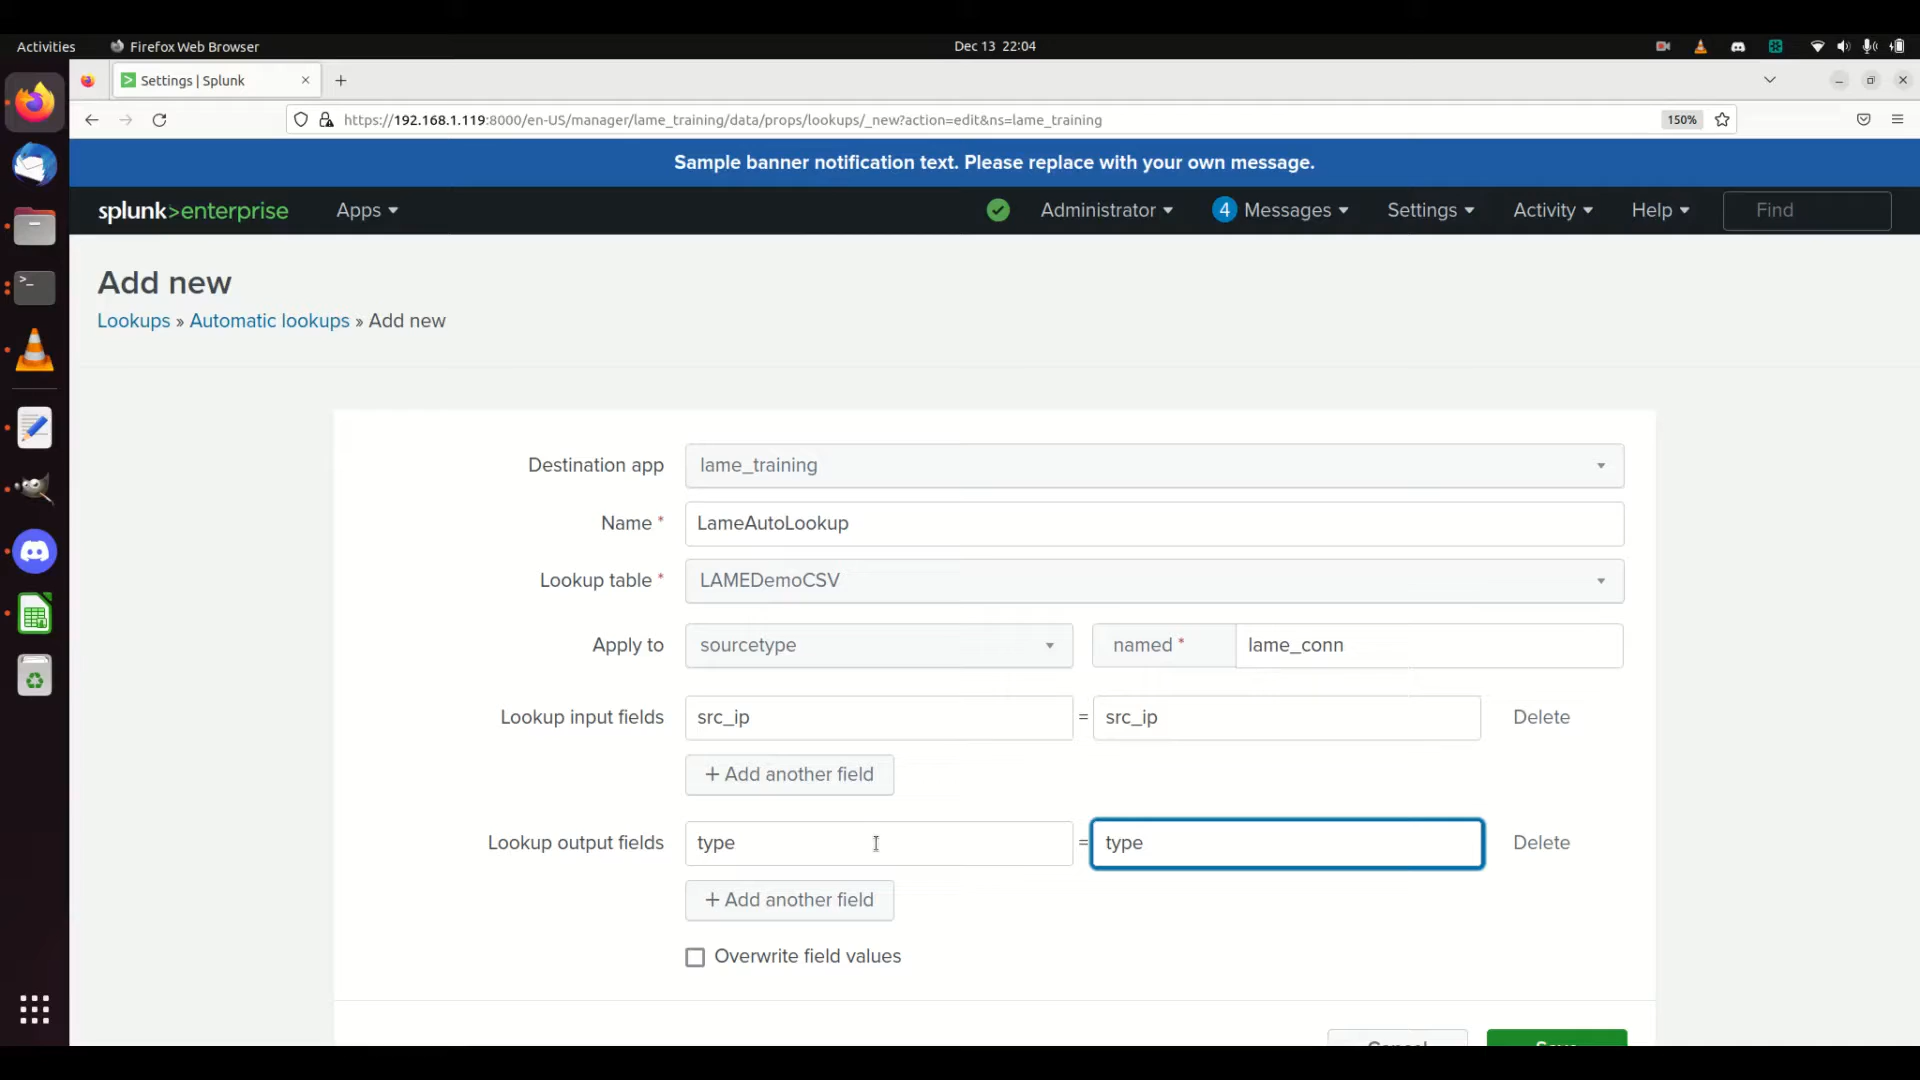 Activities Firefox Web Browser Dec 13 22:04
Settings | Splunk
https://192.168.1.119:8000/en-US/manager/lame_training/data/props/lookups/_new?action=edit&ns=lame_training 150%
Sample banner notification text. Please replace with your own message.
splunk>enterprise Apps Administrator 4 Messages Settings Activity Help Find
Add new
Lookups » Automatic lookups » Add new
Destination app lame_training
Name * LameAutoLookup
Lookup table * LAMEDemoCSV
Apply to sourcetype named * lame_conn
Lookup input fields src_ip = src_ip Delete
+ Add another field
Lookup output fields type = type Delete
+ Add another field
Overwrite field values
Cancel Save